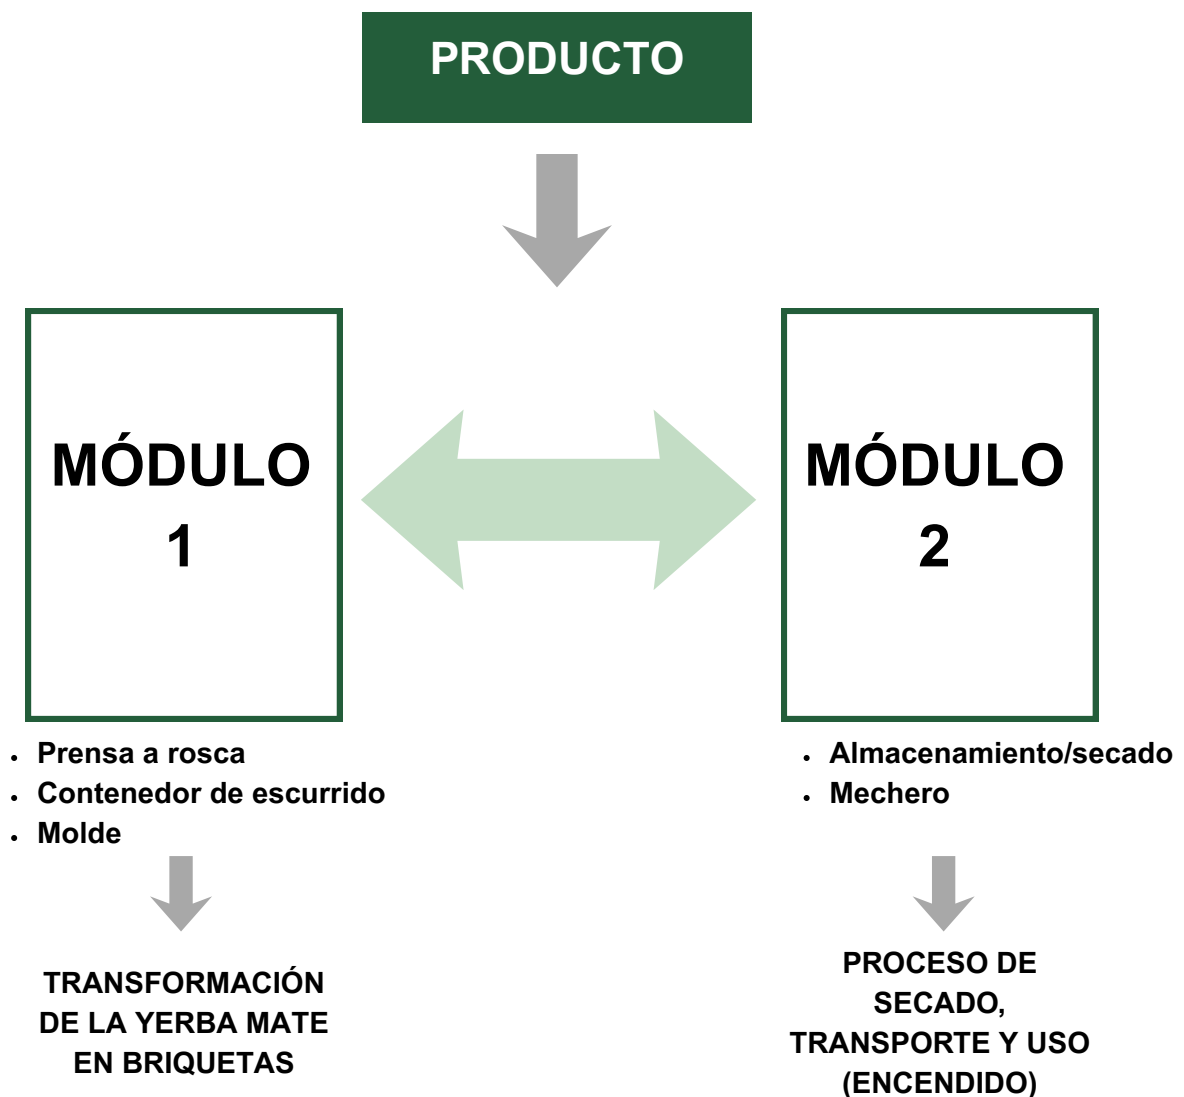 PRODUCTO
MÓDULO
1
MÓDULO
2
• Prensa a rosca
• Contenedor de escurrido
• Molde
• Almacenamiento/secado
• Mechero
TRANSFORMACIÓN
DE LA YERBA MATE
EN BRIQUETAS
PROCESO DE
SECADO,
TRANSPORTE Y USO
(ENCENDIDO)